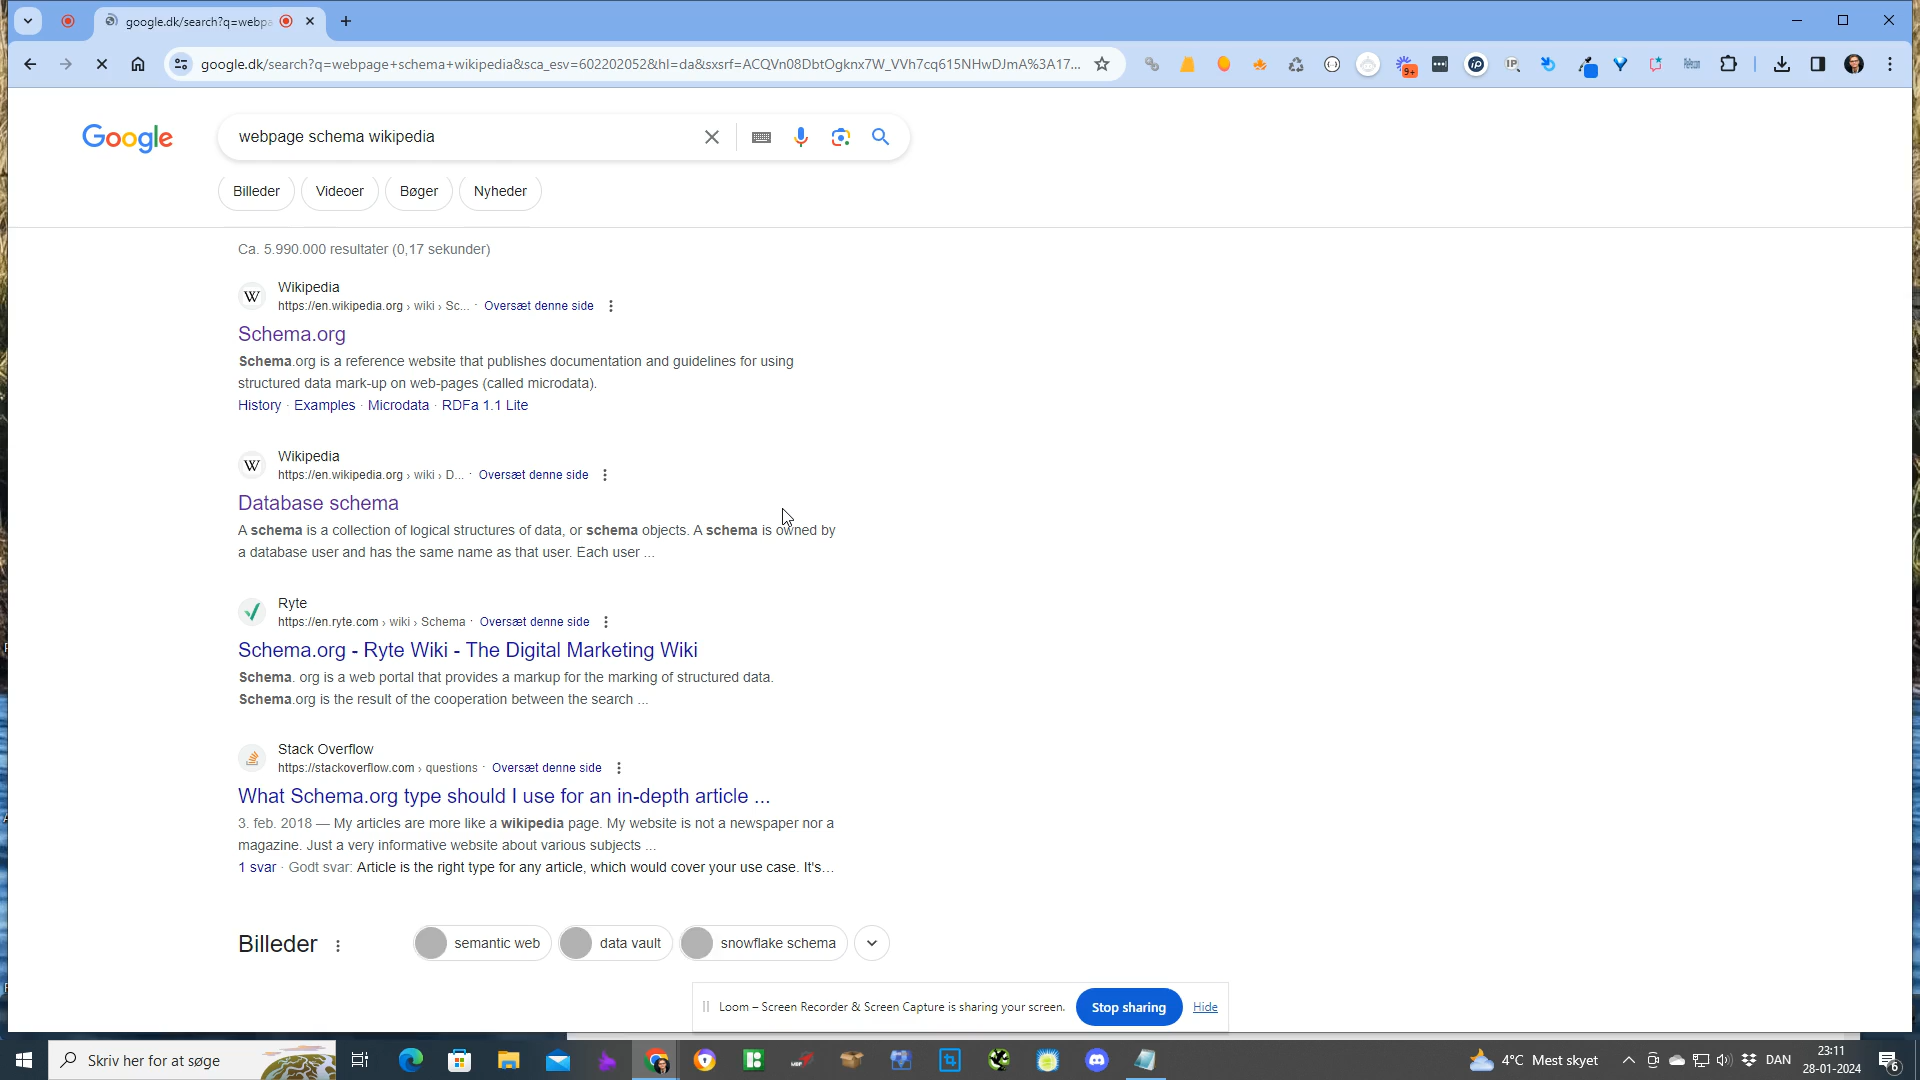 google.dk/search?q=webpa
google.dk/search?q=webpage+schema+wikipedia&sca_esv=602202052&hl=da&sxsrf=ACQVn08DbtOgknx7W_VVh7cq615NHwDJmA%3A17...
9+
Google
webpage schema wikipedia
Billeder
Videoer
Bøger
Nyheder
Ca. 5.990.000 resultater (0,17 sekunder)
W
Wikipedia
https://en.wikipedia.org › wiki › Sc... · Oversæt denne side
Schema.org
Schema.org is a reference website that publishes documentation and guidelines for using
structured data mark-up on web-pages (called microdata).
History · Examples · Microdata · RDFa 1.1 Lite
W
Wikipedia
https://en.wikipedia.org › wiki › D... · Oversæt denne side
Database schema
A schema is a collection of logical structures of data, or schema objects. A schema is owned by
a database user and has the same name as that user. Each user ...
Ryte
https://en.ryte.com › wiki › Schema · Oversæt denne side
Schema.org - Ryte Wiki - The Digital Marketing Wiki
Schema. org is a web portal that provides a markup for the marking of structured data.
Schema.org is the result of the cooperation between the search ...
Stack Overflow
https://stackoverflow.com › questions · Oversæt denne side
What Schema.org type should I use for an in-depth article ...
3. feb. 2018 — My articles are more like a wikipedia page. My website is not a newspaper nor a
magazine. Just a very informative website about various subjects ...
1 svar · Godt svar: Article is the right type for any article, which would cover your use case. It's...
Billeder
semantic web
data vault
snowflake schema
Loom – Screen Recorder & Screen Capture is sharing your screen.
Stop sharing
Hide
Skriv her for at søge
4°C Mest skyet
DAN
23:11
28-01-2024
6